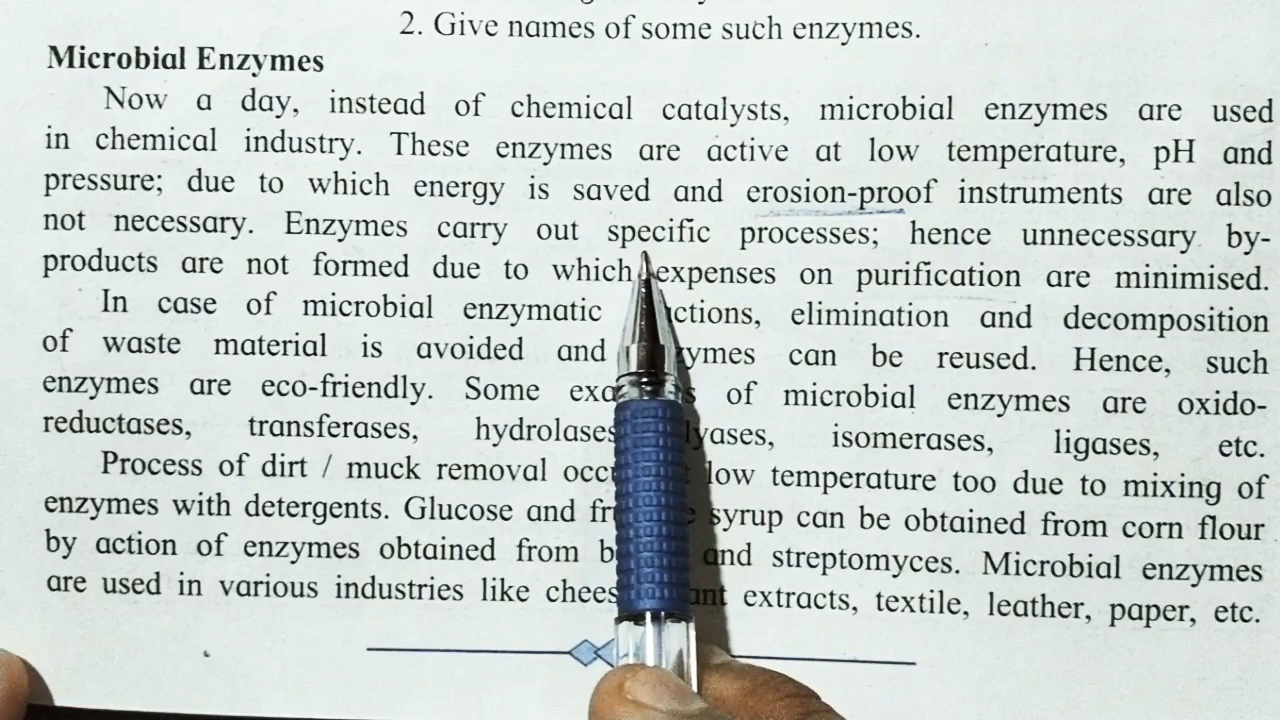 2. Give names of some such enzymes.
Microbial Enzymes
Now a day, instead of chemical catalysts, microbial enzymes are used
in chemical industry. These enzymes are active at low temperature, pH and
pressure; due to which energy is saved and erosion-proof instruments are also
not necessary. Enzymes carry out specific processes; hence unnecessary by-
products are not formed due to which expenses on purification are minimised.
In case of microbial enzymatic elimination and decomposition
of waste material is avoided and can be reused. Hence, such
enzymes are eco-friendly. Some of microbial enzymes are oxido-
reductases, transferases, hydrolases lyases, isomerases, ligases, etc.
Process of dirt / muck removal low temperature too due to mixing of
enzymes with detergents. Glucose and syrup can be obtained from corn flour
by action of enzymes obtained from and streptomyces. Microbial enzymes
are used in various industries like extracts, textile, leather, paper, etc.